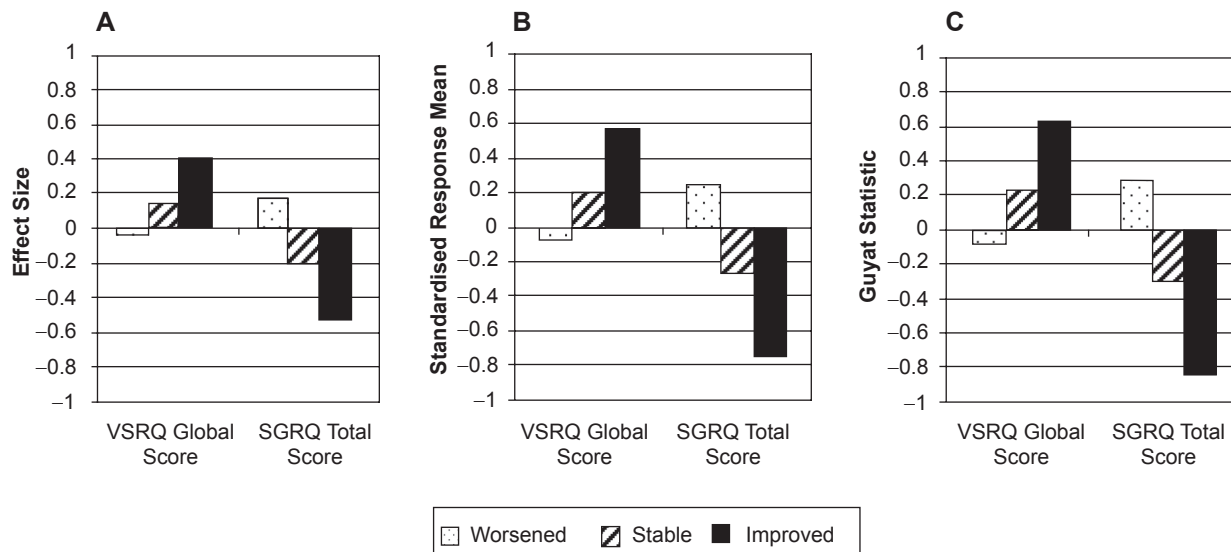 A
Effect Size
1
0.8
0.6
0.4
0.2
0
−0.2
−0.4
−0.6
−0.8
−1
VSRQ Global
Score
SGRQ Total
Score
B
Standardised Response Mean
1
0.8
0.6
0.4
0.2
0
−0.2
−0.4
−0.6
−0.8
−1
VSRQ Global
Score
SGRQ Total
Score
C
Guyat Statistic
1
0.8
0.6
0.4
0.2
0
−0.2
−0.4
−0.6
−0.8
−1
VSRQ Global
Score
SGRQ Total
Score
Worsened Stable Improved